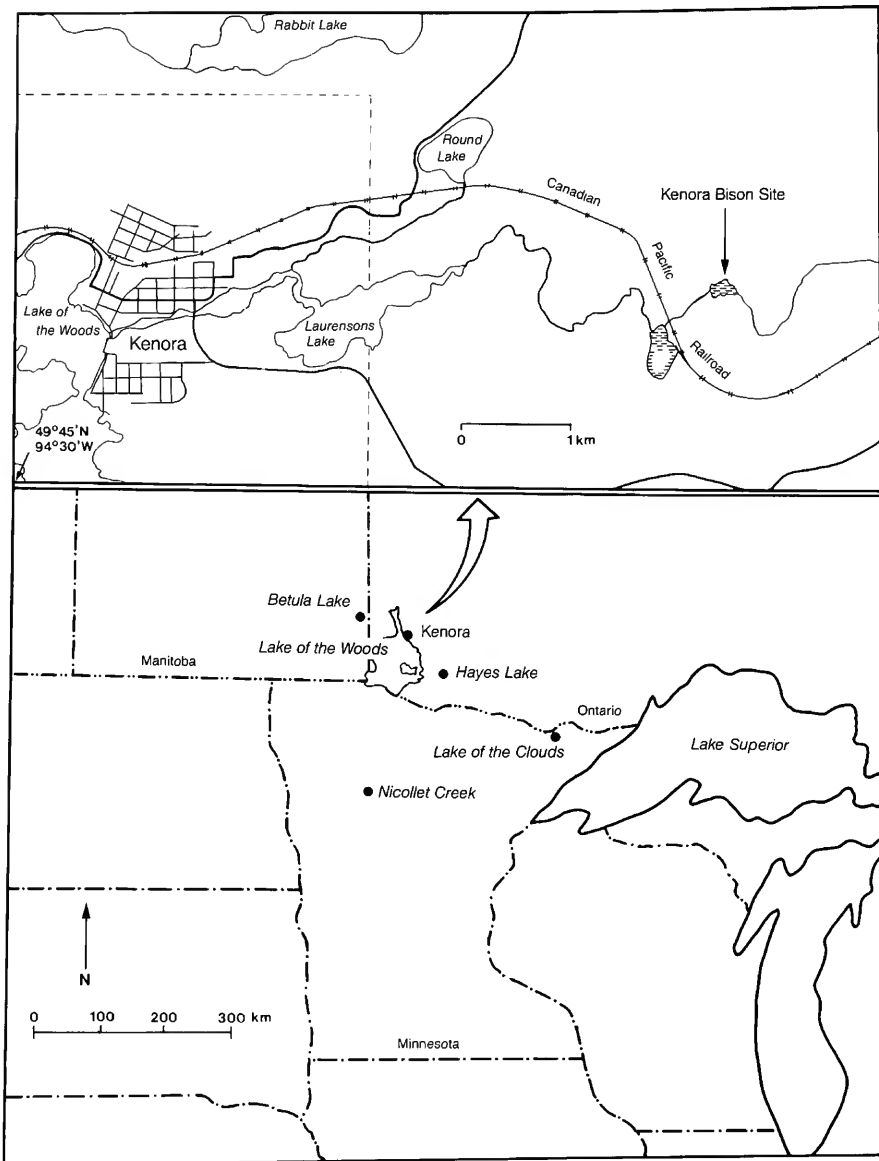 Rabbit Lake
Round
Lake
Canadian
Pacific
Railroad
Kenora Bison Site
Lake of
the Woods
Kenora
Laurensons
Lake
49°45'N
94°30'W
0 1 km
Betula Lake
Kenora
Lake of the Woods
Manitoba
Hayes Lake
Ontario
Lake of the Clouds
Lake Superior
Nicollet Creek
N
0 100 200 300 km
Minnesota